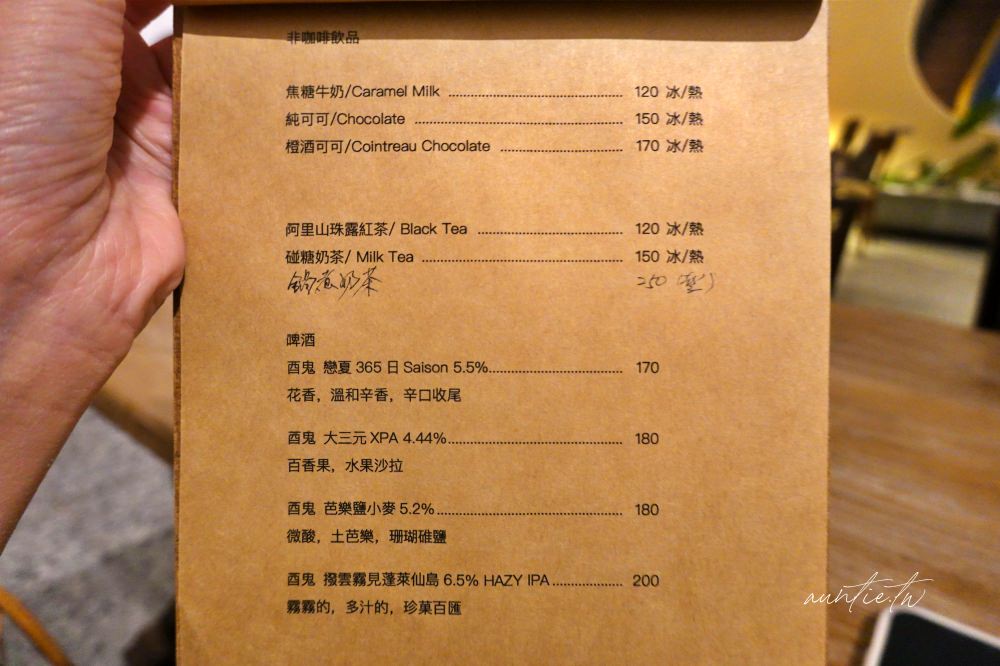 非咖啡飲品
焦糖牛奶/Caramel Milk ........ 120 冰/熱
純可可/Chocolate ........ 150 冰/熱
橙酒可可/Cointreau Chocolate ........ 170 冰/熱
阿里山珠露紅茶/ Black Tea ........ 120 冰/熱
碰糖奶茶/ Milk Tea ........ 150 冰/熱
鍋煮奶茶 250
啤酒
酉鬼 戀夏 365 日 Saison 5.5% ........ 170
花香，溫和辛香，辛口收尾
酉鬼 大三元 XPA 4.44% ........ 180
百香果，水果沙拉
酉鬼 芭樂鹽小麥 5.2% ........ 180
微酸，土芭樂，珊瑚礁鹽
酉鬼 撥雲霧見蓬萊仙島 6.5% HAZY IPA ........ 200
霧霧的，多汁的，珍菓百匯
auntie.tw